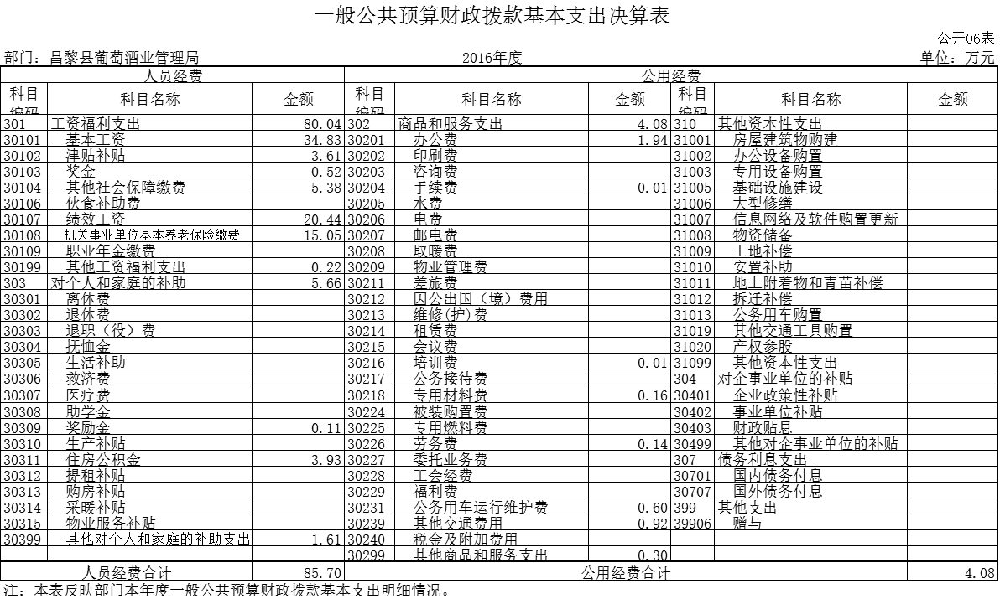 一般公共预算财政拨款基本支出决算表
公开06表
部门：昌黎县葡萄酒业管理局 2016年度 单位：万元
人员经费 公用经费
科目编码 科目名称 金额 科目编码 科目名称 金额 科目编码 科目名称 金额
301 工资福利支出 80.04 302 商品和服务支出 4.08 310 其他资本性支出
30101 基本工资 34.83 30201 办公费 1.94 31001 房屋建筑物购建
30102 津贴补贴 3.61 30202 印刷费 31002 办公设备购置
30103 奖金 0.52 30203 咨询费 31003 专用设备购置
30104 其他社会保障缴费 5.38 30204 手续费 0.01 31005 基础设施建设
30106 伙食补助费 30205 水费 31006 大型修缮
30107 绩效工资 20.44 30206 电费 31007 信息网络及软件购置更新
30108 机关事业单位基本养老保险缴费 15.05 30207 邮电费 31008 物资储备
30109 职业年金缴费 30208 取暖费 31009 土地补偿
30199 其他工资福利支出 0.22 30209 物业管理费 31010 安置补助
303 对个人和家庭的补助 5.66 30211 差旅费 31011 地上附着物和青苗补偿
30301 离休费 30212 因公出国（境）费用 31012 拆迁补偿
30302 退休费 30213 维修(护)费 31013 公务用车购置
30303 退职（役）费 30214 租赁费 31019 其他交通工具购置
30304 抚恤金 30215 会议费 31020 产权参股
30305 生活补助 30216 培训费 0.01 31099 其他资本性支出
30306 救济费 30217 公务接待费 304 对企事业单位的补贴
30307 医疗费 30218 专用材料费 0.16 30401 企业政策性补贴
30308 助学金 30224 被装购置费 30402 事业单位补贴
30309 奖励金 0.11 30225 专用燃料费 30403 财政贴息
30310 生产补贴 30226 劳务费 0.14 30499 其他对企事业单位的补贴
30311 住房公积金 3.93 30227 委托业务费 307 债务利息支出
30312 提租补贴 30228 工会经费 30701 国内债务付息
30313 购房补贴 30229 福利费 30707 国外债务付息
30314 采暖补贴 30231 公务用车运行维护费 0.60 399 其他支出
30315 物业服务补贴 30239 其他交通费用 0.92 39906 赠与
30399 其他对个人和家庭的补助支出 1.61 30240 税金及附加费用
30299 其他商品和服务支出 0.30
人员经费合计 85.70 公用经费合计 4.08
注：本表反映部门本年度一般公共预算财政拨款基本支出明细情况。